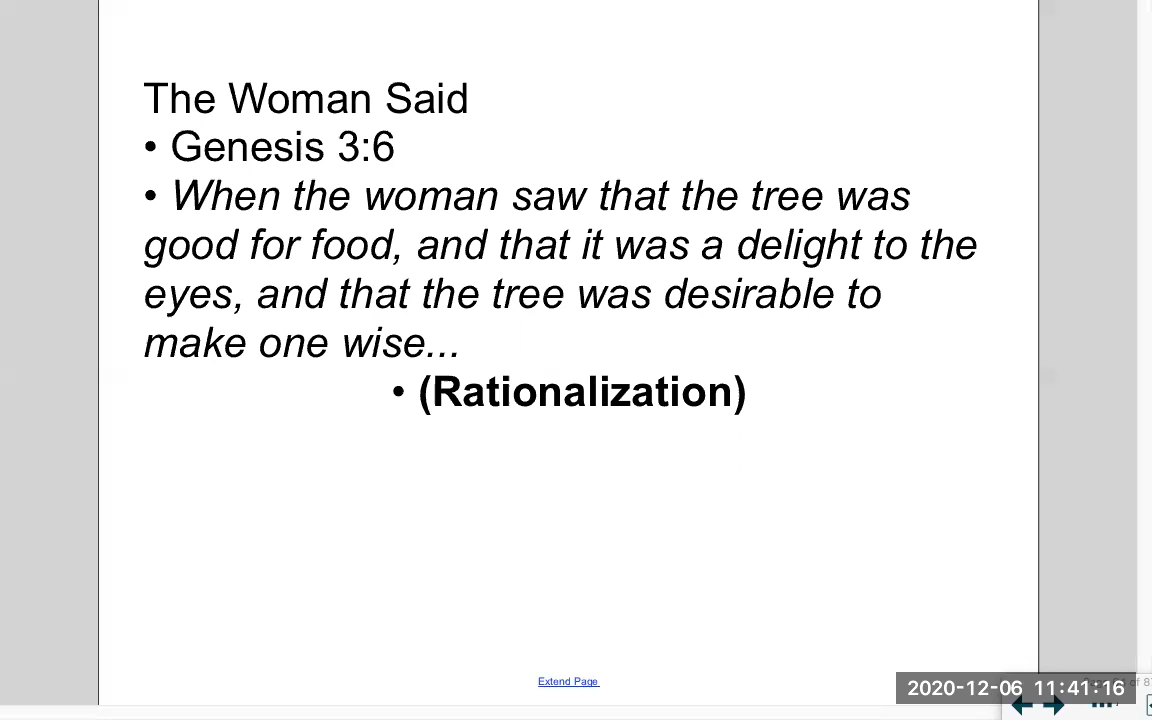 The Woman Said
• Genesis 3:6
• When the woman saw that the tree was
good for food, and that it was a delight to the
eyes, and that the tree was desirable to
make one wise...
• (Rationalization)
Extend Page
2020-12-06 11:41:16